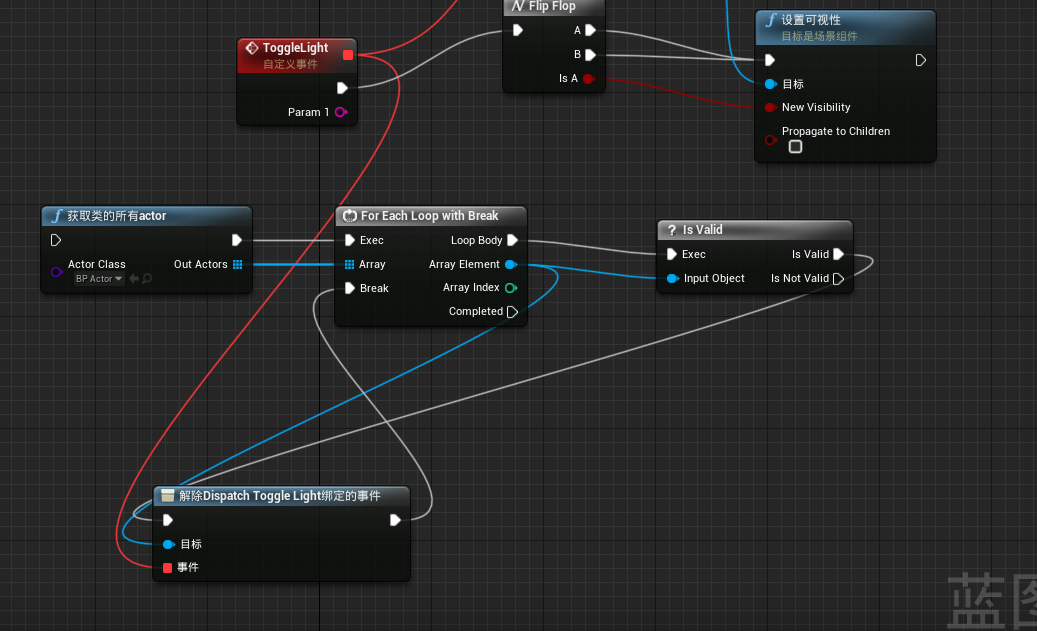 Flip Flop
A
B
Is A
设置可视性
目标是场景组件
目标
New Visibility
Propagate to Children
ToggleLight
自定义事件
Param 1
获取类的所有actor
Actor Class
BP Actor
Out Actors
For Each Loop with Break
Exec
Loop Body
Array
Array Element
Break
Array Index
Completed
Is Valid
? Is Valid
Exec
Input Object
Is Not Valid
解除Dispatch Toggle Light绑定的事件
目标
事件
蓝图